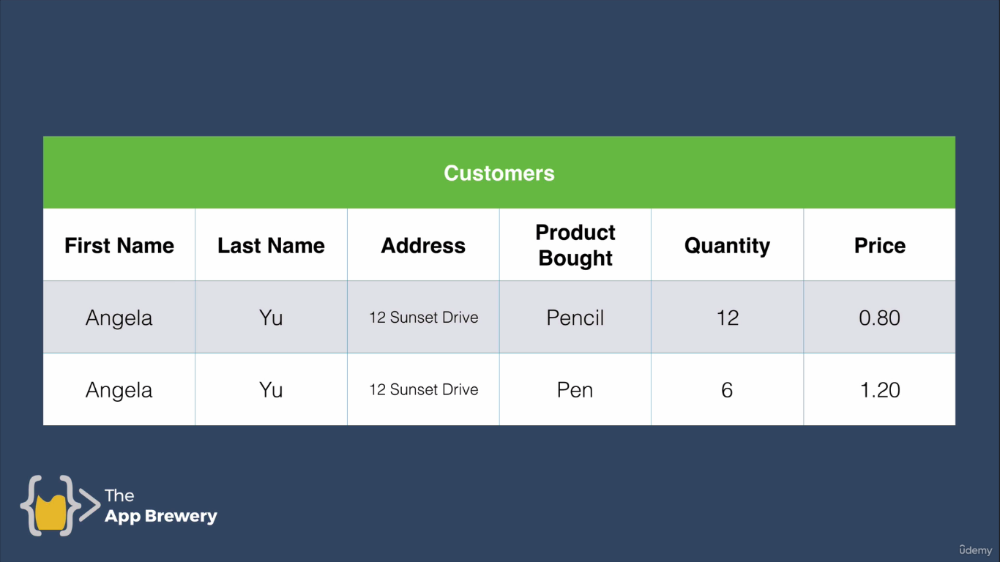 Customers
First Name Last Name Address Product Bought Quantity Price
Angela Yu 12 Sunset Drive Pencil 12 0.80
Angela Yu 12 Sunset Drive Pen 6 1.20
The
App Brewery
ûdemy